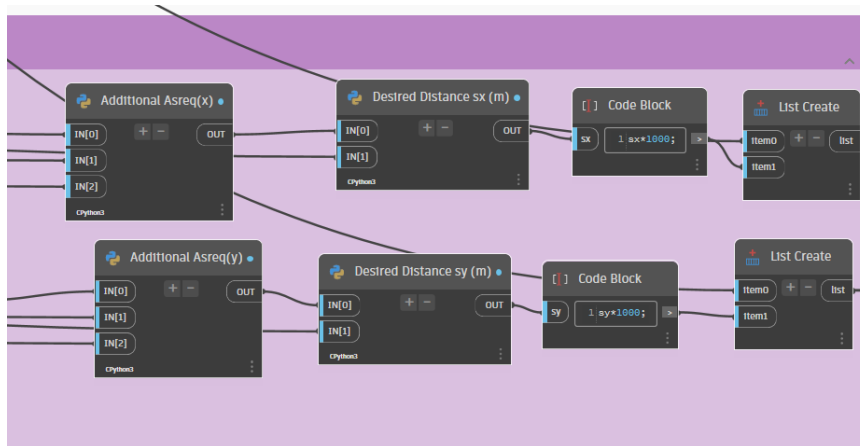 Additional Asreq(x)
IN[0]
+ -
OUT
IN[1]
IN[2]
CPython3
Desired Distance sx (m)
IN[0]
+ -
OUT
IN[1]
CPython3
[ ] Code Block
sx
1 sx*1000;
>
List Create
Item0
+ -
list
Item1
Additional Asreq(y)
IN[0]
+ -
OUT
IN[1]
IN[2]
CPython3
Desired Distance sy (m)
IN[0]
+ -
OUT
IN[1]
CPython3
[ ] Code Block
sy
1 sy*1000;
>
List Create
Item0
+ -
list
Item1